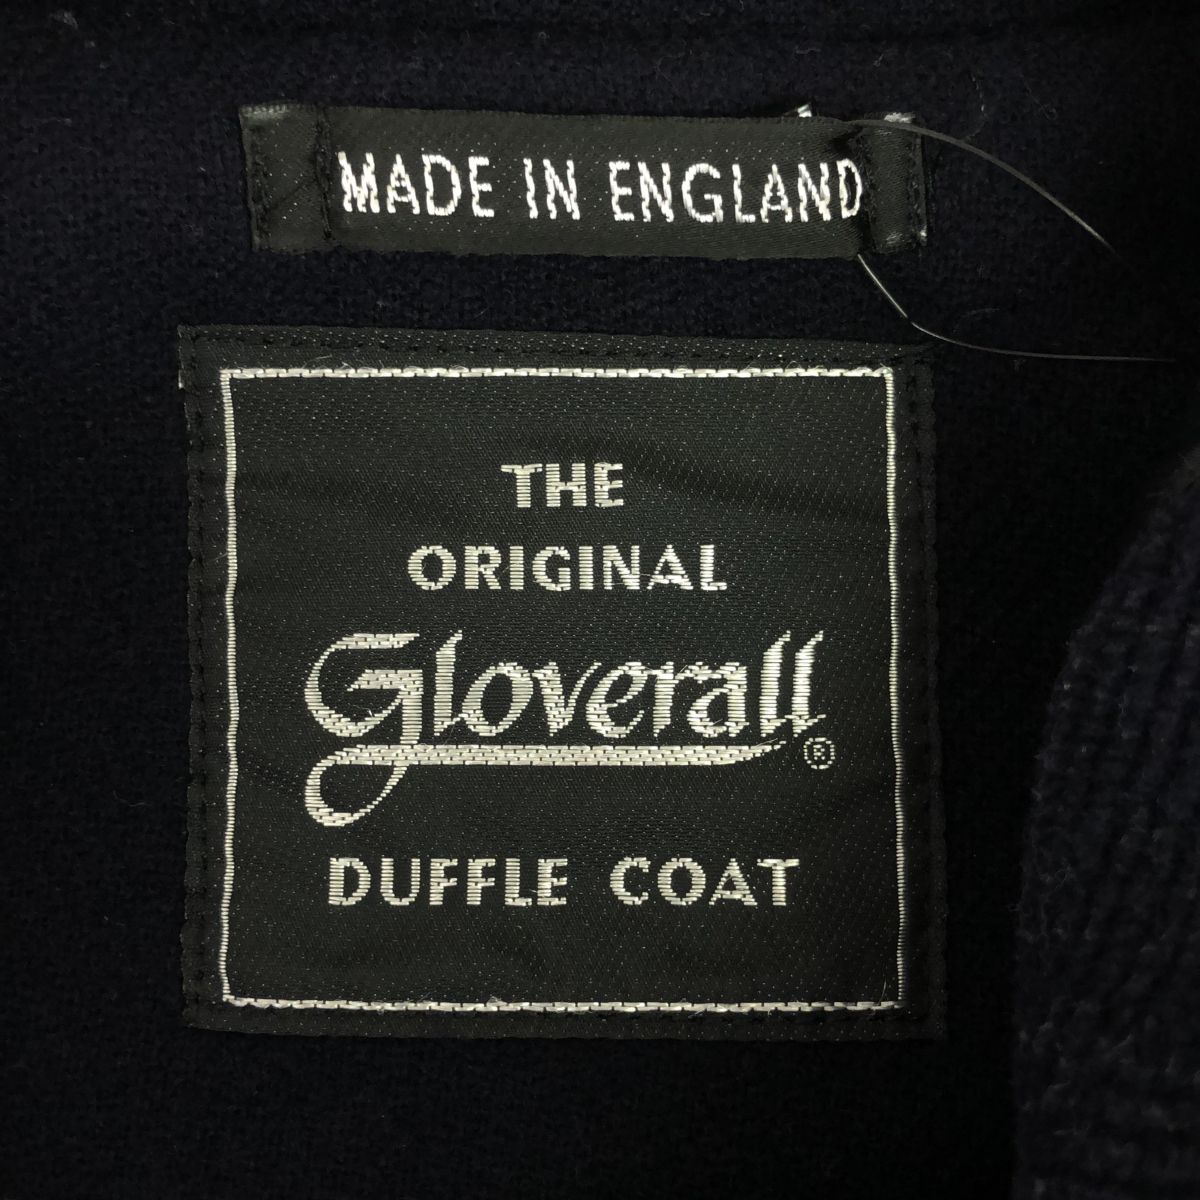 MADE IN ENGLAND
THE
ORIGINAL
Gloverall®
DUFFLE COAT